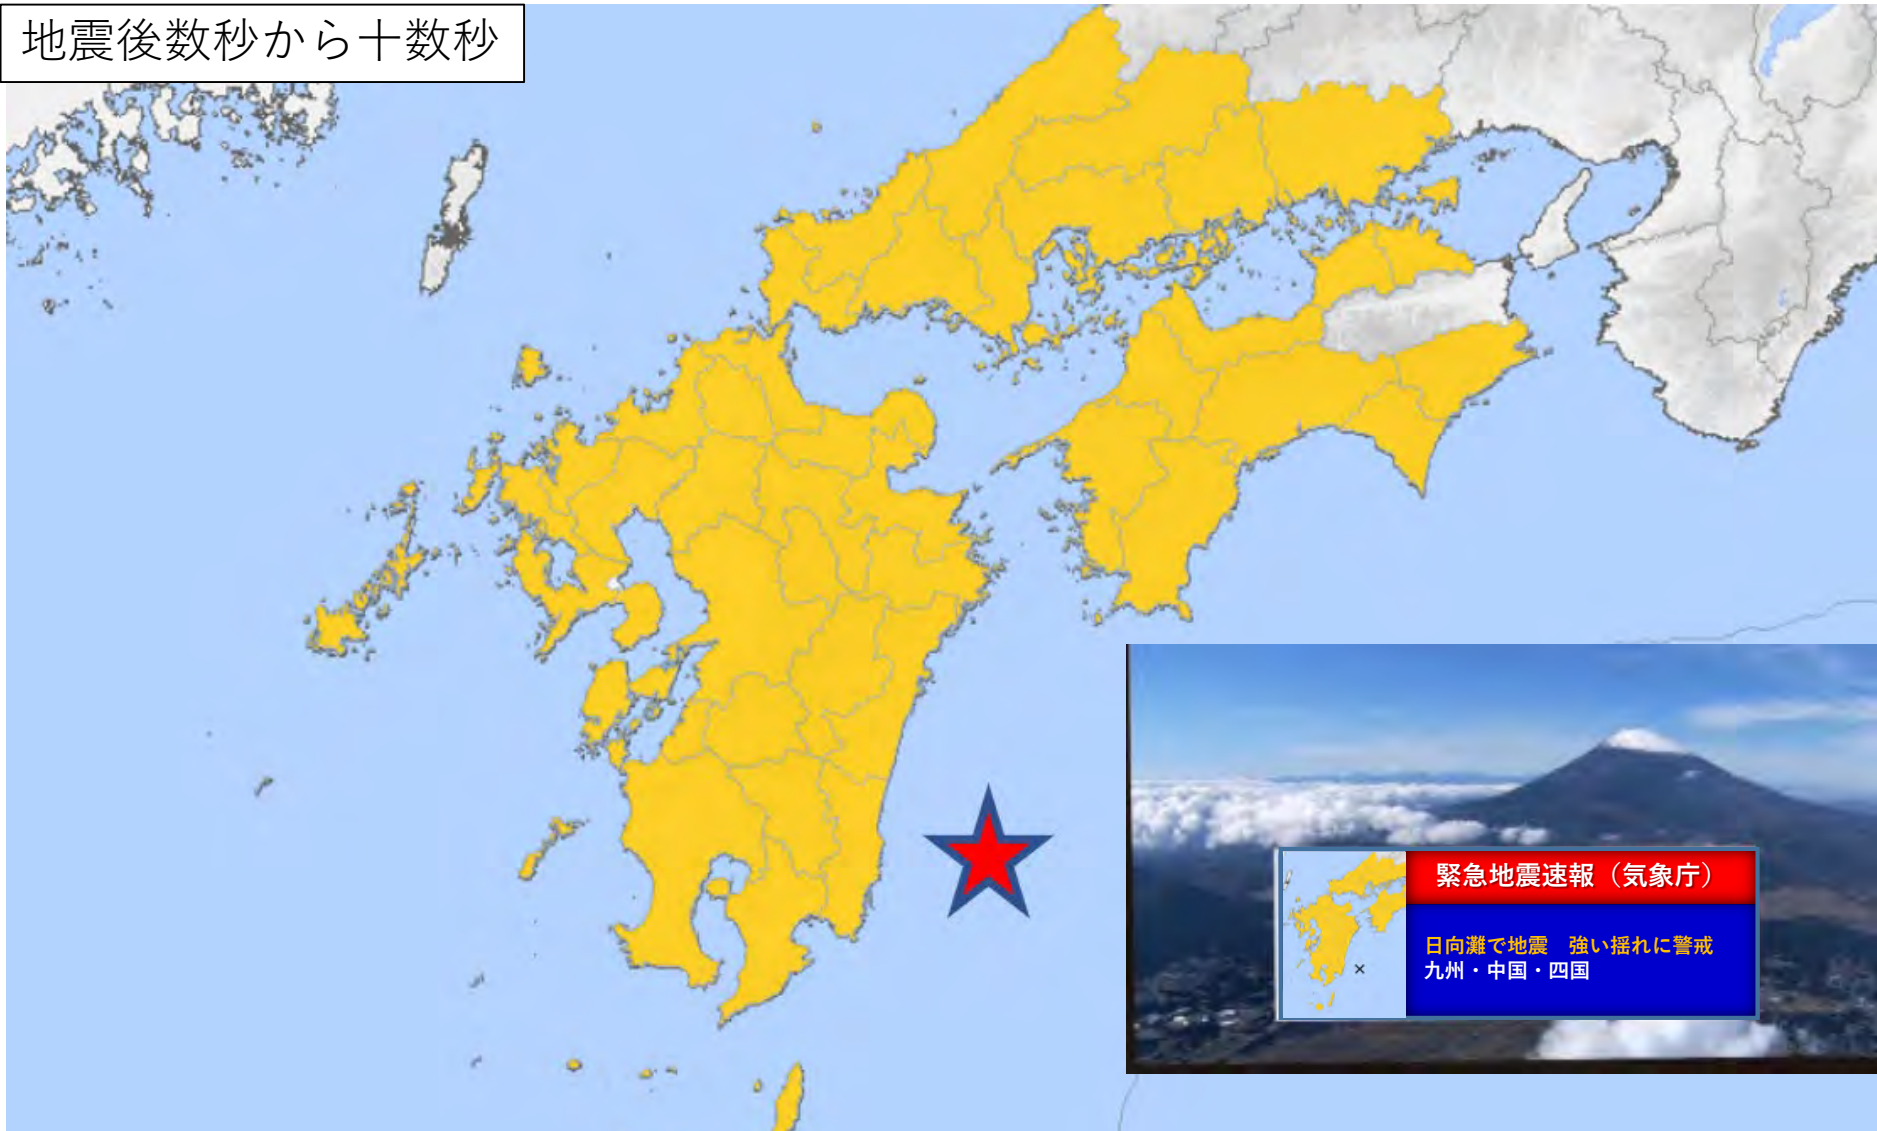 地震後数秒から十数秒
緊急地震速報（気象庁）
日向灘で地震　強い揺れに警戒
九州・中国・四国